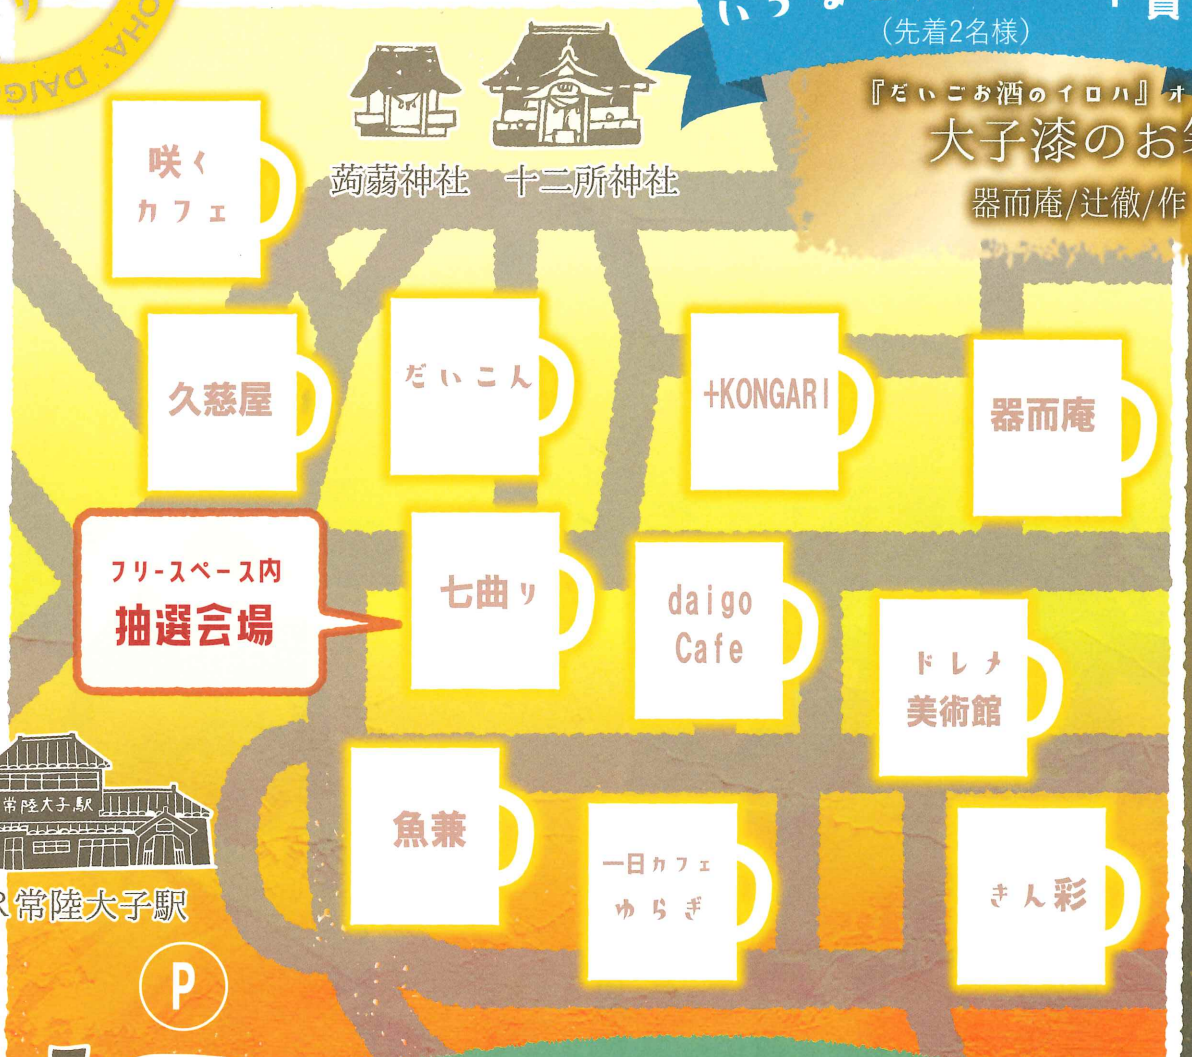 (先着2名様)
『だいごお酒のイロハ』オ
大子漆のお
器而庵/辻徹/作
蒟蒻神社
十二所神社
咲く
カフェ
久慈屋
だいこん
+KONGARI
器而庵
フリースペース内
抽選会場
七曲り
daigo
Cafe
ドレメ
美術館
常陸大子駅
R常陸大子駅
魚兼
一日カフェ
ゆらぎ
きん彩
P